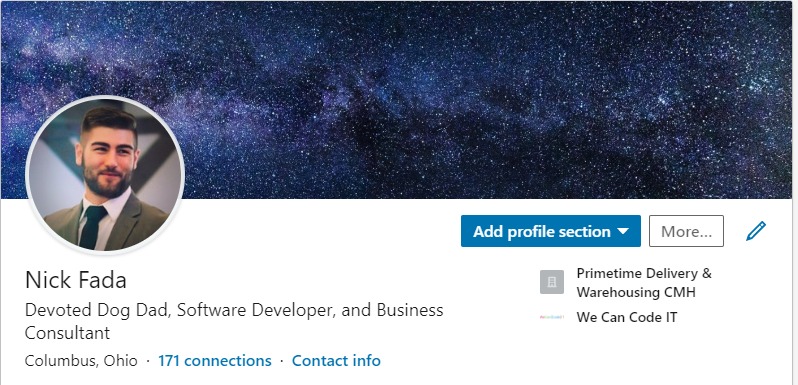 Add profile section
More...
Nick Fada
Devoted Dog Dad, Software Developer, and Business
Consultant
Columbus, Ohio · 171 connections · Contact info
Primetime Delivery &
Warehousing CMH
We Can Code IT